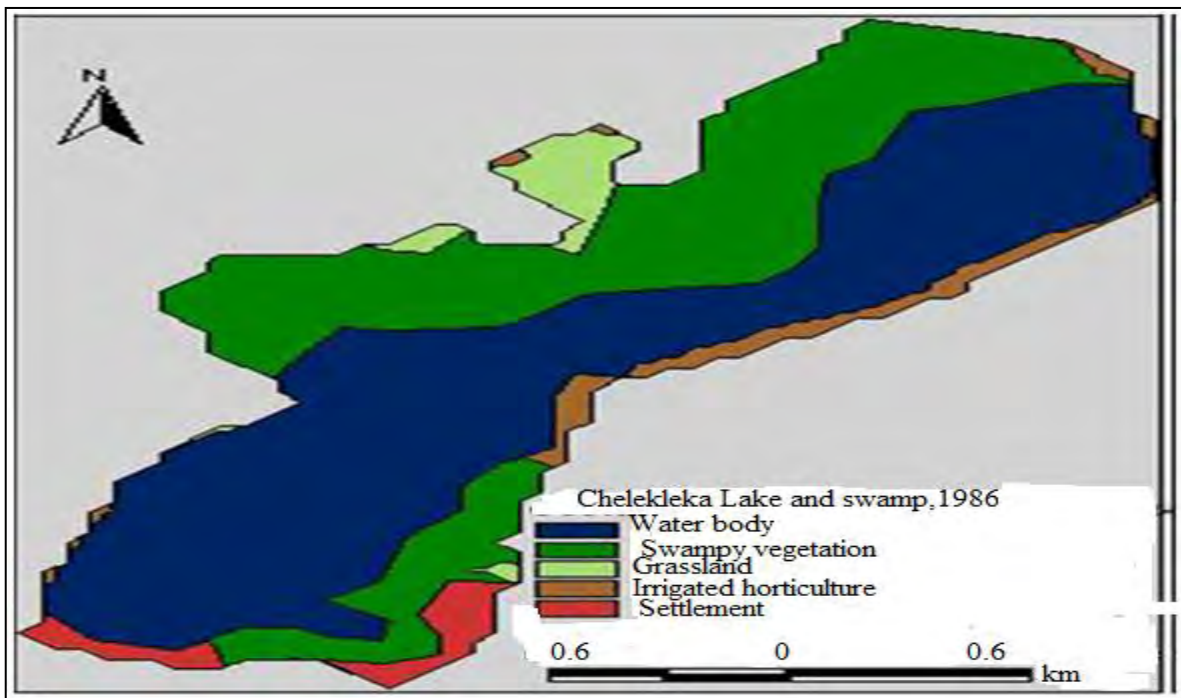 N
Chelekleka Lake and swamp,1986
Water body
Swampy vegetation
Grassland
Irrigated horticulture
Settlement
0.6 0 0.6
km